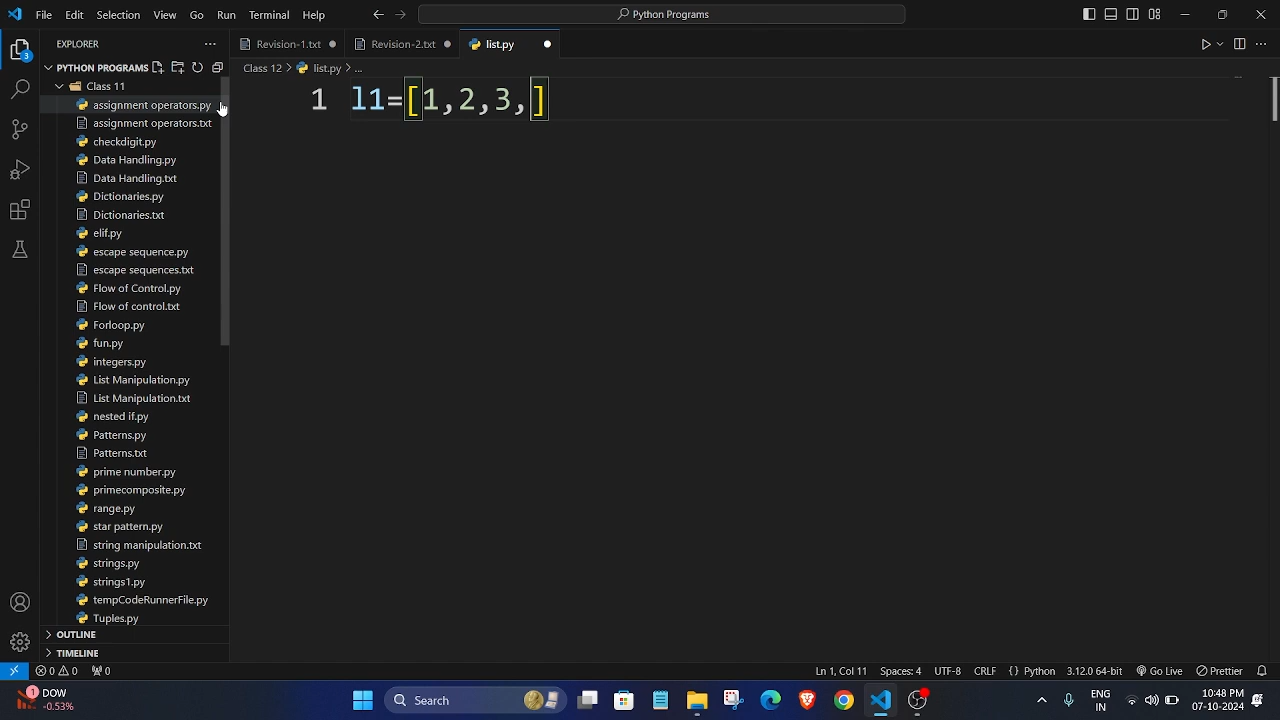 File Edit Selection View Go Run Terminal Help
Python Programs
EXPLORER
Revision-1.txt
Revision-2.txt
list.py
PYTHON PROGRAMS
Class 12 > list.py > ...
Class 11
1 l1=[1,2,3,]
assignment operators.py
assignment operators.txt
checkdigit.py
Data Handling.py
Data Handling.txt
Dictionaries.py
Dictionaries.txt
elif.py
escape sequence.py
escape sequences.txt
Flow of Control.py
Flow of control.txt
Forloop.py
fun.py
integers.py
List Manipulation.py
List Manipulation.txt
nested if.py
Patterns.py
Patterns.txt
prime number.py
primecomposite.py
range.py
star pattern.py
string manipulation.txt
strings.py
strings1.py
tempCodeRunnerFile.py
Tuples.py
OUTLINE
TIMELINE
3
0 0 0
Ln 1, Col 11 Spaces: 4 UTF-8 CRLF {} Python 3.12.0 64-bit Go Live Prettier
1 DOW
-0.53%
Search
ENG
IN
10:48 PM
07-10-2024